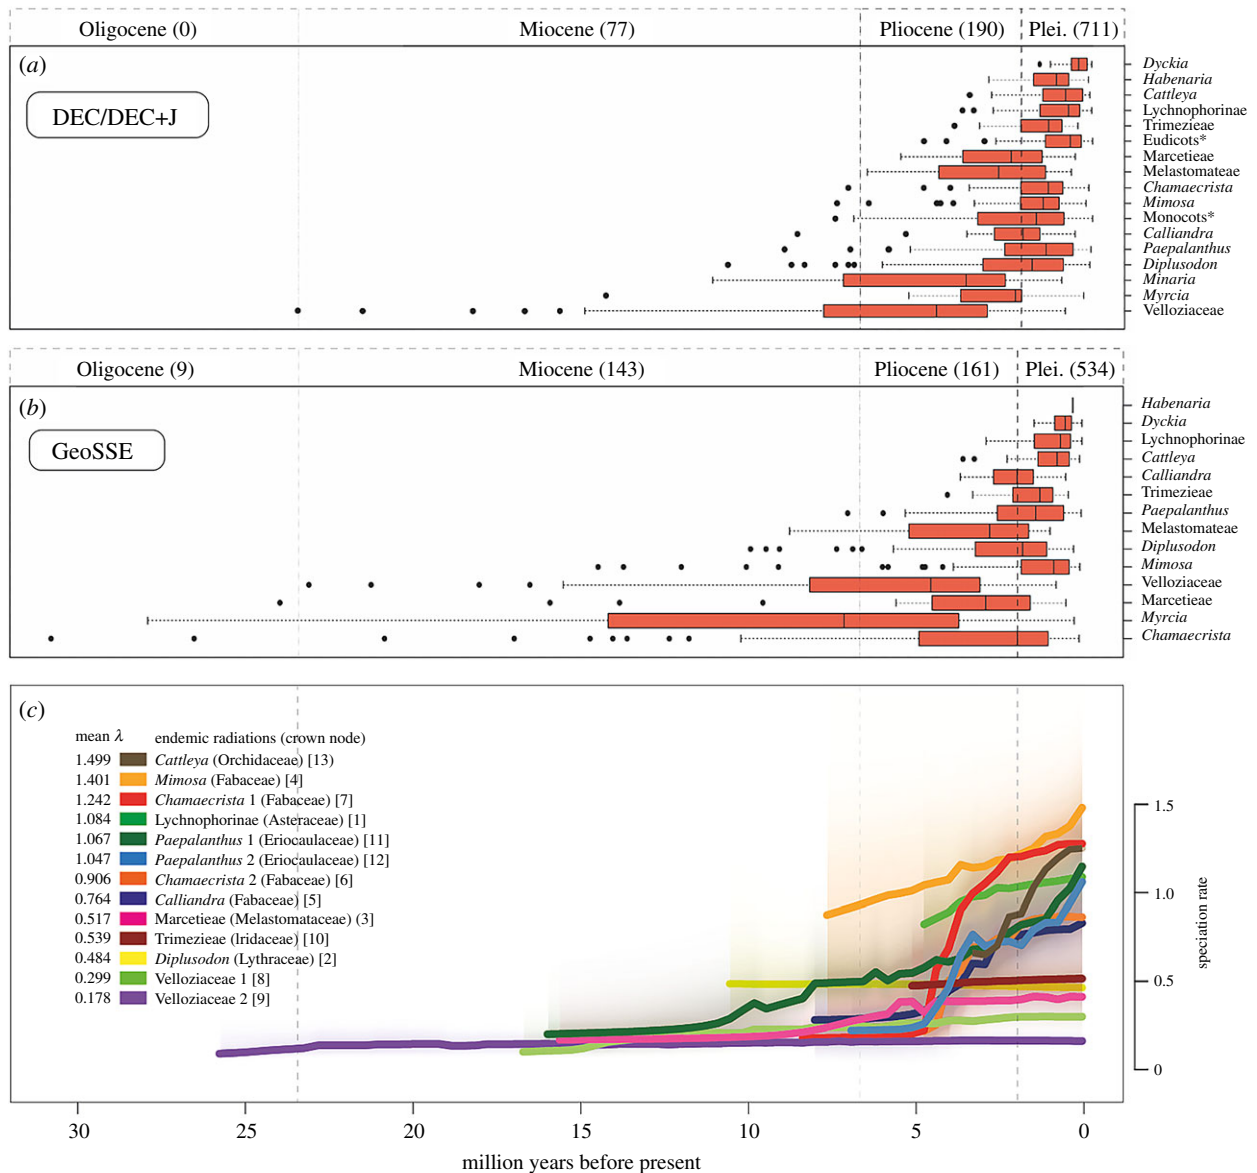 Oligocene (0) Miocene (77) Pliocene (190) Plei. (711)
(a)
DEC/DEC+J
Dyckia
Habenaria
Cattleya
Lychnophorinae
Trimezieae
Eudicots*
Marcetieae
Melastomateae
Chamaecrista
Mimosa
Monocots*
Calliandra
Paepalanthus
Diplusodon
Minaria
Myrcia
Velloziaceae
Oligocene (9) Miocene (143) Pliocene (161) Plei. (534)
(b)
GeoSSE
Habenaria
Dyckia
Lychnophorinae
Cattleya
Calliandra
Trimezieae
Paepalanthus
Melastomateae
Diplusodon
Mimosa
Velloziaceae
Marcetieae
Myrcia
Chamaecrista
(c)
mean λ endemic radiations (crown node)
1.499 Cattleya (Orchidaceae) [13]
1.401 Mimosa (Fabaceae) [4]
1.242 Chamaecrista 1 (Fabaceae) [7]
1.084 Lychnophorinae (Asteraceae) [1]
1.067 Paepalanthus 1 (Eriocaulaceae) [11]
1.047 Paepalanthus 2 (Eriocaulaceae) [12]
0.906 Chamaecrista 2 (Fabaceae) [6]
0.764 Calliandra (Fabaceae) [5]
0.517 Marcetieae (Melastomataceae) (3)
0.539 Trimezieae (Iridaceae) [10]
0.484 Diplusodon (Lythraceae) [2]
0.299 Velloziaceae 1 [8]
0.178 Velloziaceae 2 [9]
1.5
1.0
0.5
0
speciation rate
30 25 20 15 10 5 0
million years before present